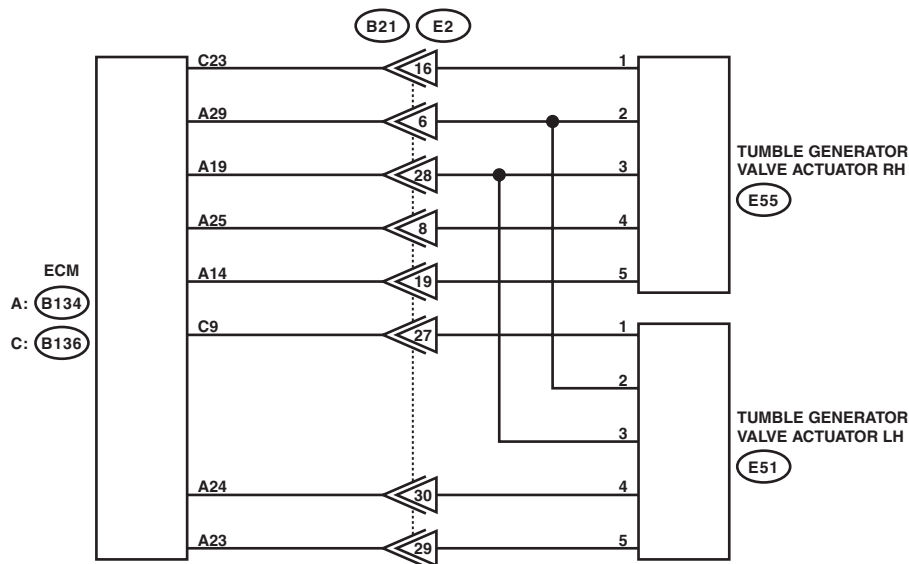 B21 E2
C23 16 1
A29 6 2
A19 28 3
TUMBLE GENERATOR
VALVE ACTUATOR RH
E55
A25 8 4
A14 19 5
ECM
A: B134
C: B136
C9 27 1
2
3
TUMBLE GENERATOR
VALVE ACTUATOR LH
E51
A24 30 4
A23 29 5